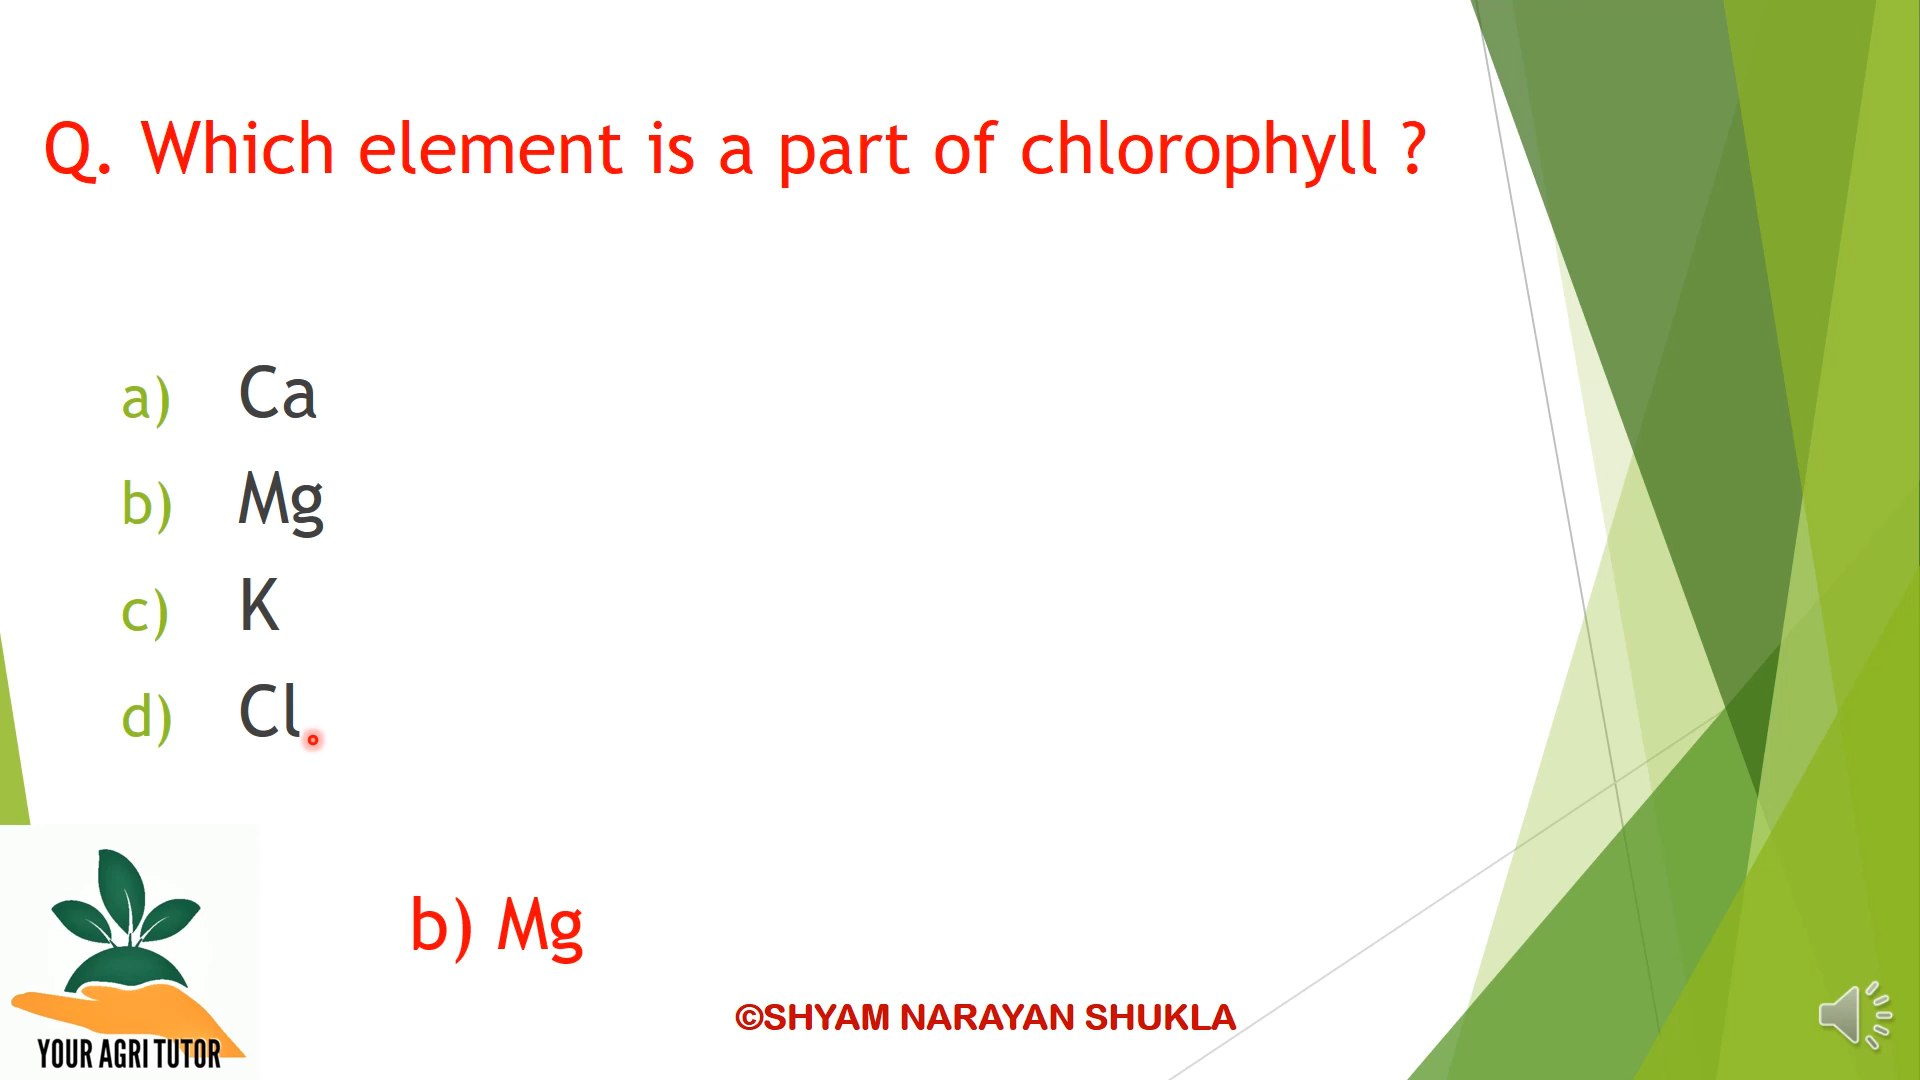 Q. Which element is a part of chlorophyll ?
a) Ca
b) Mg
c) K
d) Cl
b) Mg
©SHYAM NARAYAN SHUKLA
YOUR AGRI TUTOR